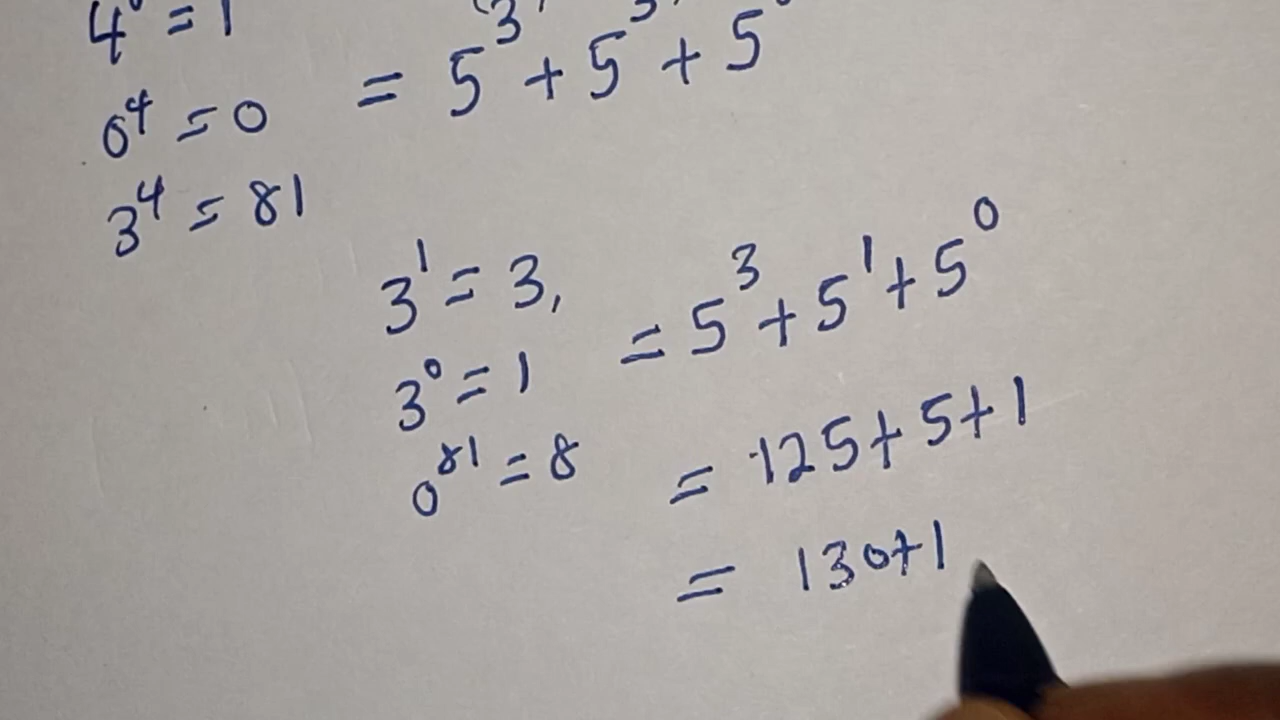 4⁰ = 1
= 5³ + 5³ + 5
0⁴ = 0
3⁴ = 81
3¹ = 3,
= 5³ + 5¹ + 5⁰
3⁰ = 1
0⁸¹ = 8
= 125 + 5 + 1
= 130 + 1